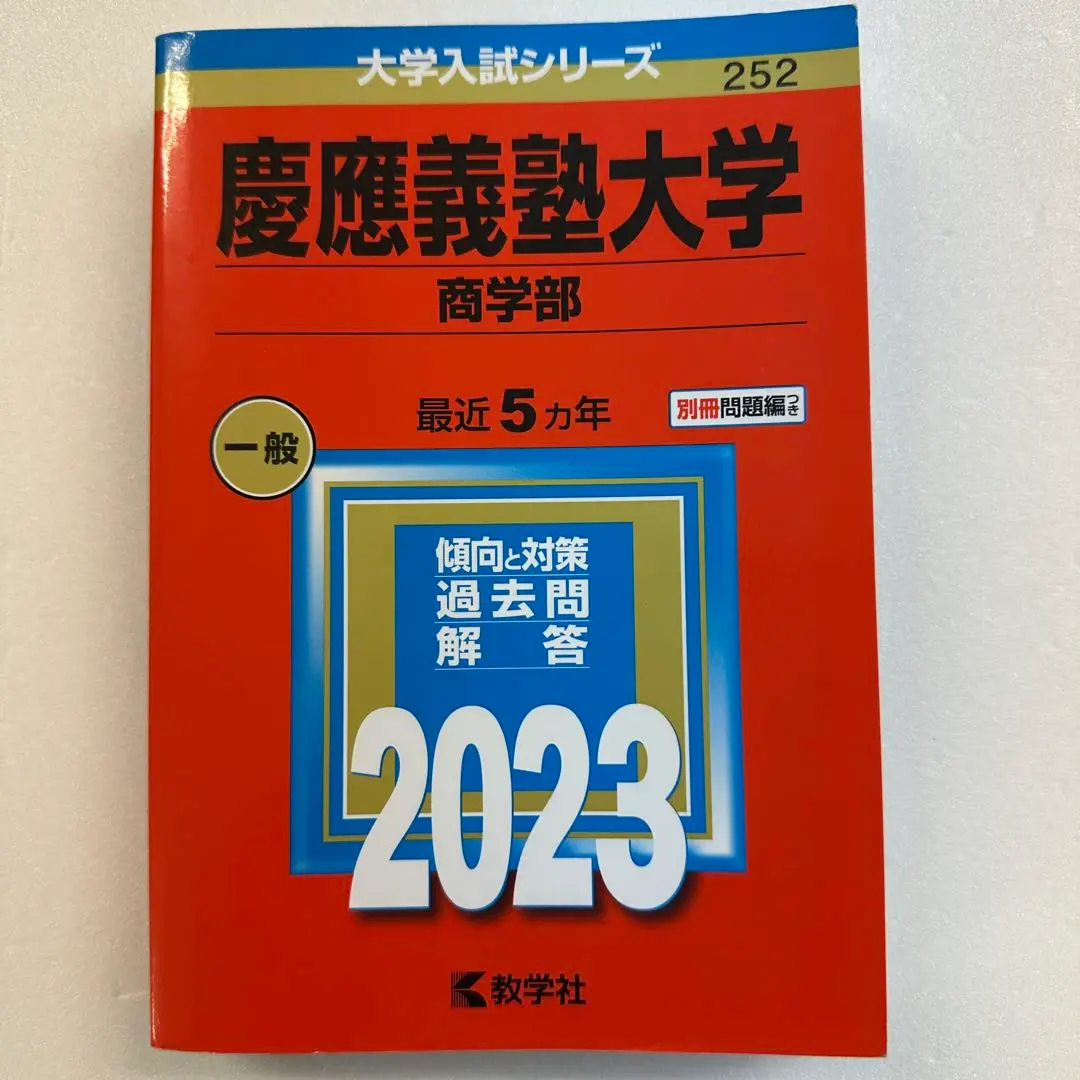 大学入試シリーズ
252
慶應義塾大学
商学部
最近5カ年
別冊問題編つき
一般
傾向と対策
過去問
解答
2023
教学社